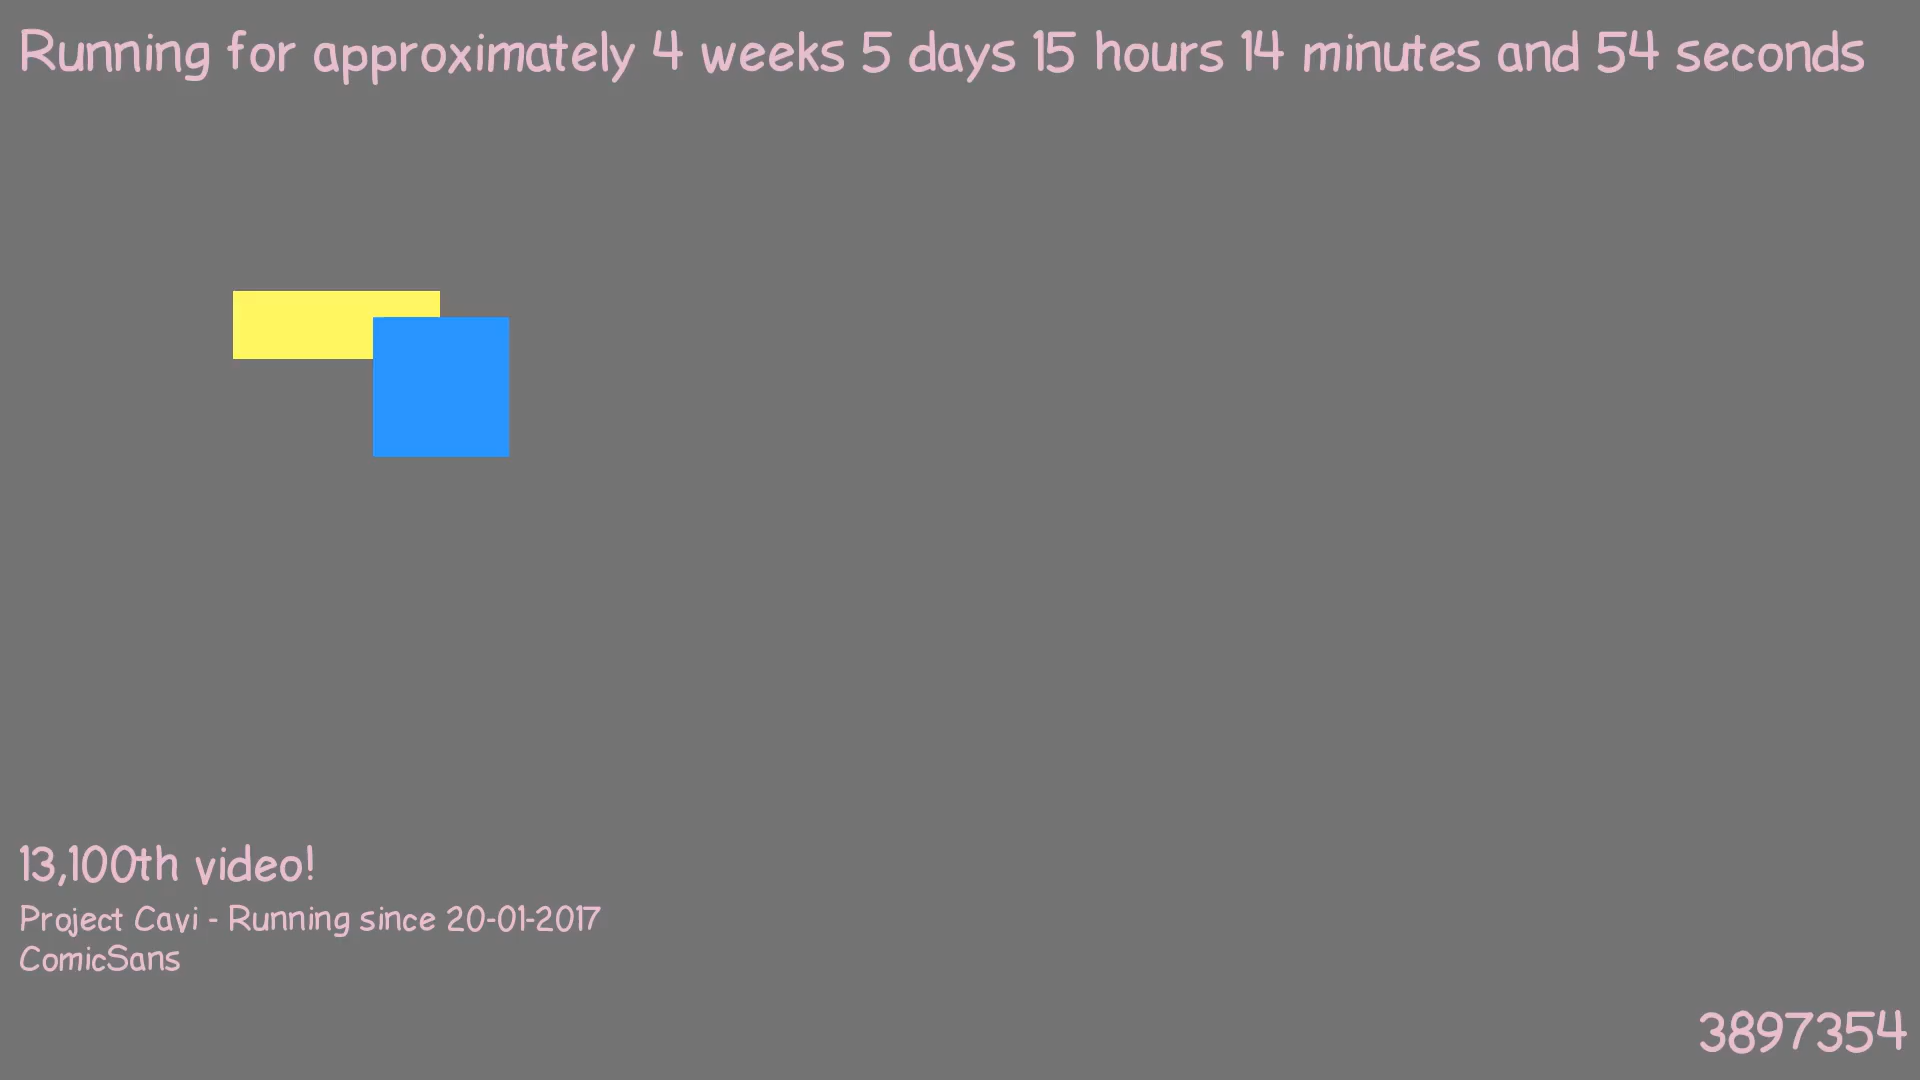 Running for approximately 4 weeks 5 days 15 hours 14 minutes and 54 seconds
13,100th video!
Project Cavi - Running since 20-01-2017
ComicSans
3897354